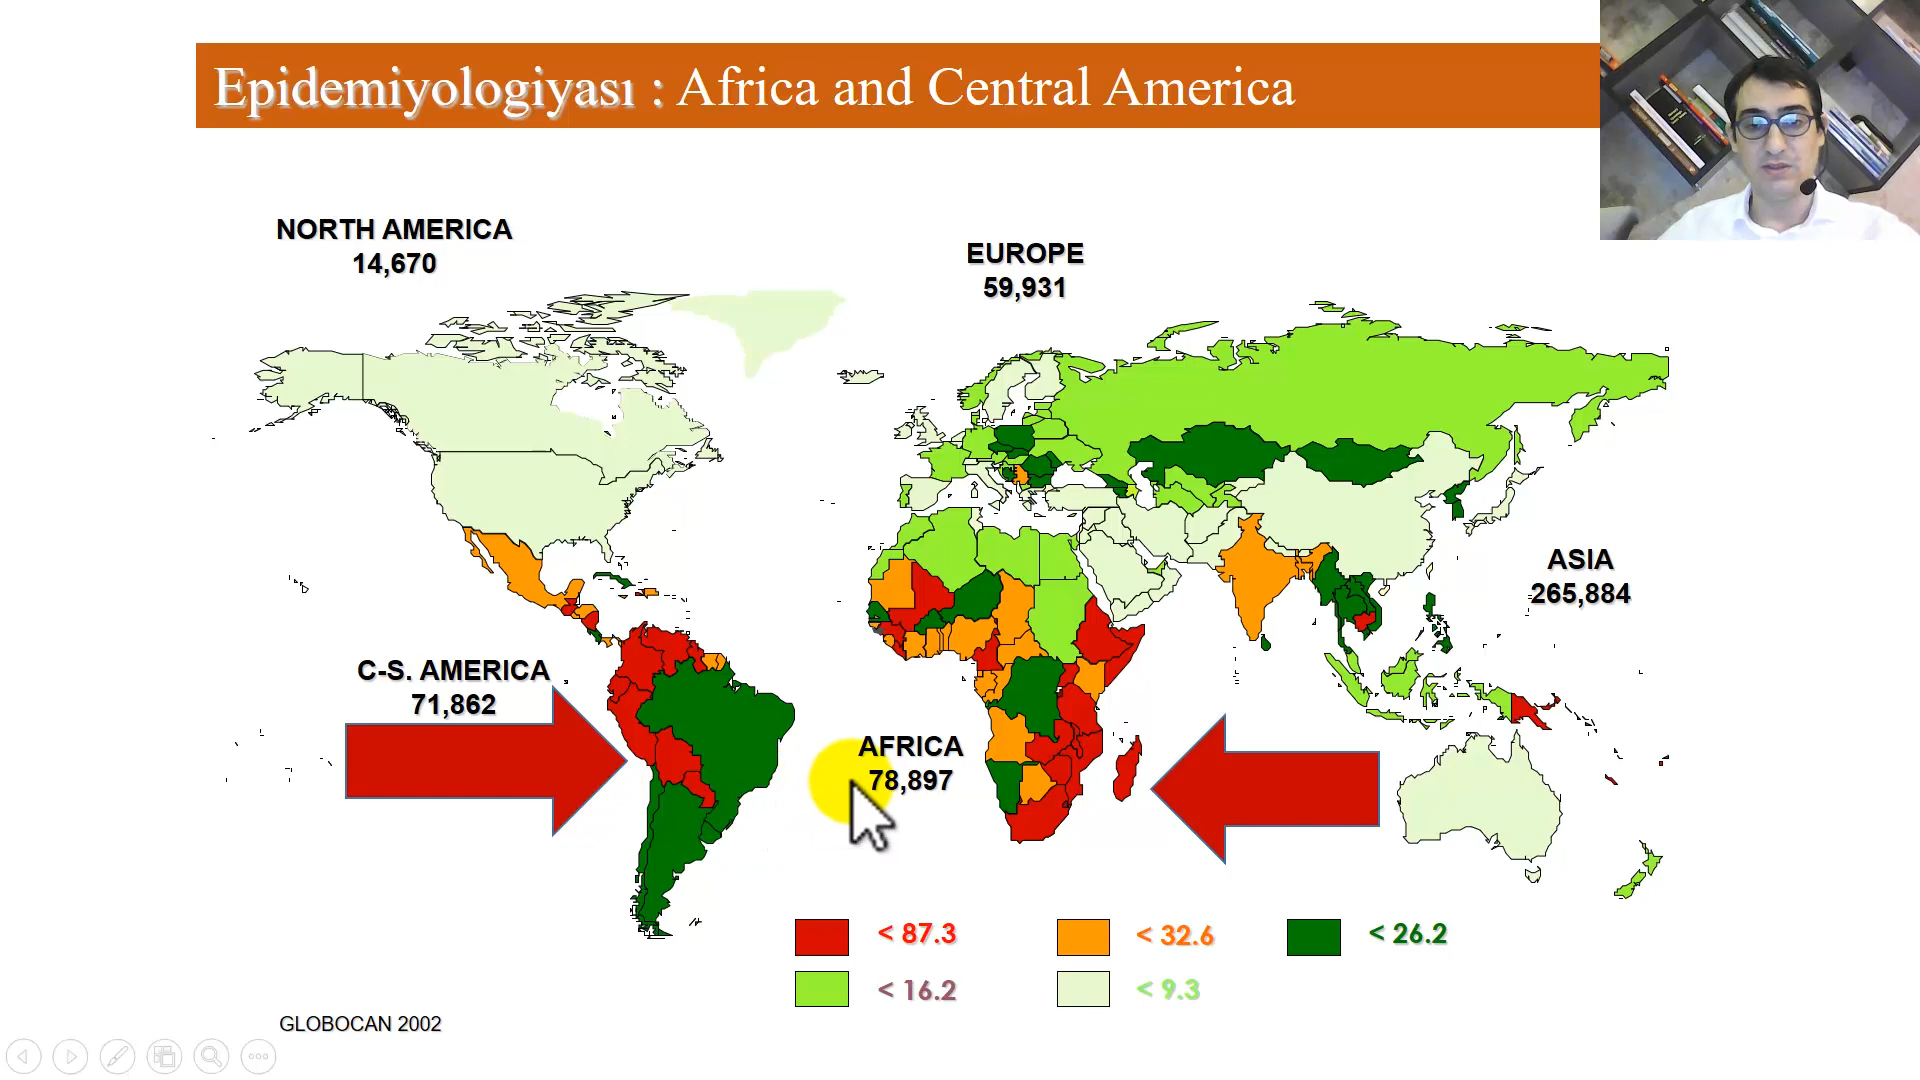 Epidemiyologiyası : Africa and Central America
NORTH AMERICA
14,670
EUROPE
59,931
ASIA
265,884
C-S. AMERICA
71,862
AFRICA
78,897
< 87.3
< 32.6
< 26.2
< 16.2
< 9.3
GLOBOCAN 2002